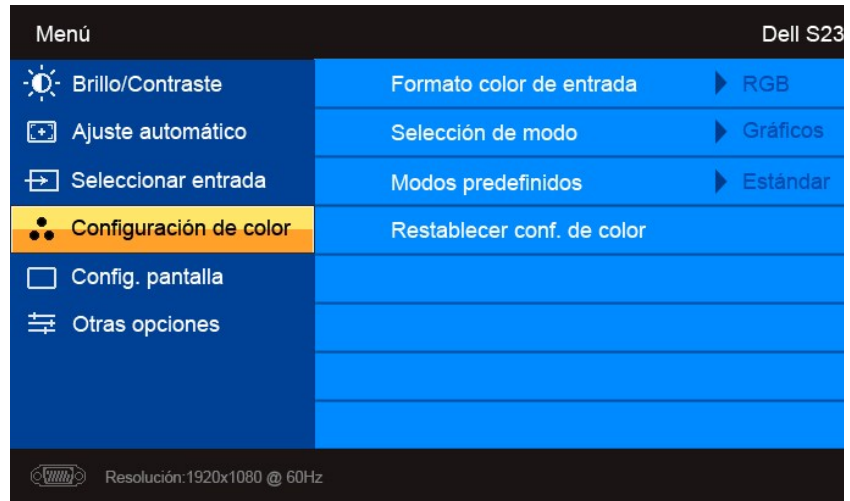 Menú Dell S23
Brillo/Contraste Formato color de entrada RGB
Ajuste automático Selección de modo Gráficos
Seleccionar entrada Modos predefinidos Estándar
Configuración de color Restablecer conf. de color
Config. pantalla
Otras opciones
Resolución:1920x1080 @ 60Hz